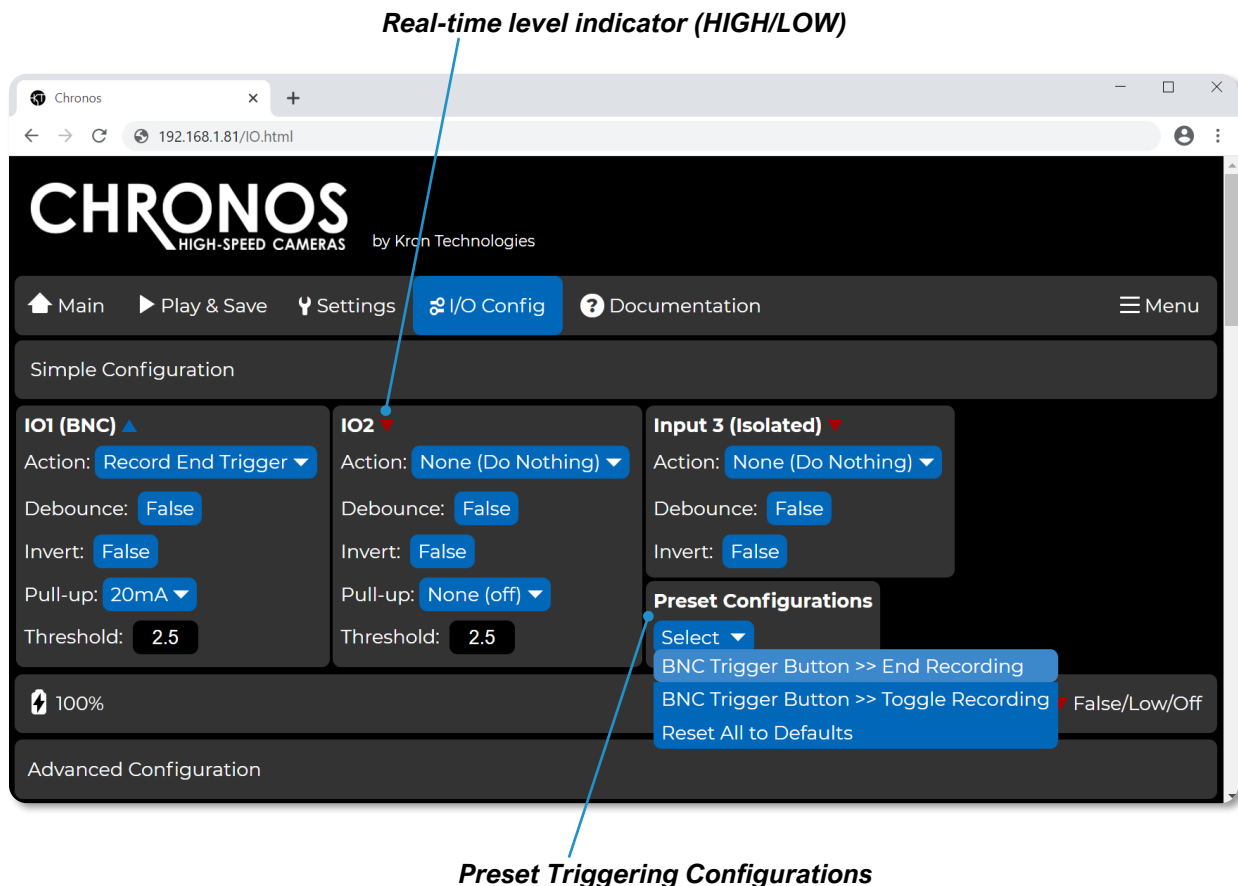 Real-time level indicator (HIGH/LOW)
Chronos
192.168.1.81/IO.html
CHRONOS
HIGH-SPEED CAMERAS
by Kron Technologies
Main Play & Save Settings I/O Config Documentation Menu
Simple Configuration
IO1 (BNC)
Action: Record End Trigger
Debounce: False
Invert: False
Pull-up: 20mA
Threshold: 2.5
IO2
Action: None (Do Nothing)
Debounce: False
Invert: False
Pull-up: None (off)
Threshold: 2.5
Input 3 (Isolated)
Action: None (Do Nothing)
Debounce: False
Invert: False
Preset Configurations
Select
BNC Trigger Button >> End Recording
BNC Trigger Button >> Toggle Recording
Reset All to Defaults
100%
False/Low/Off
Advanced Configuration
Preset Triggering Configurations